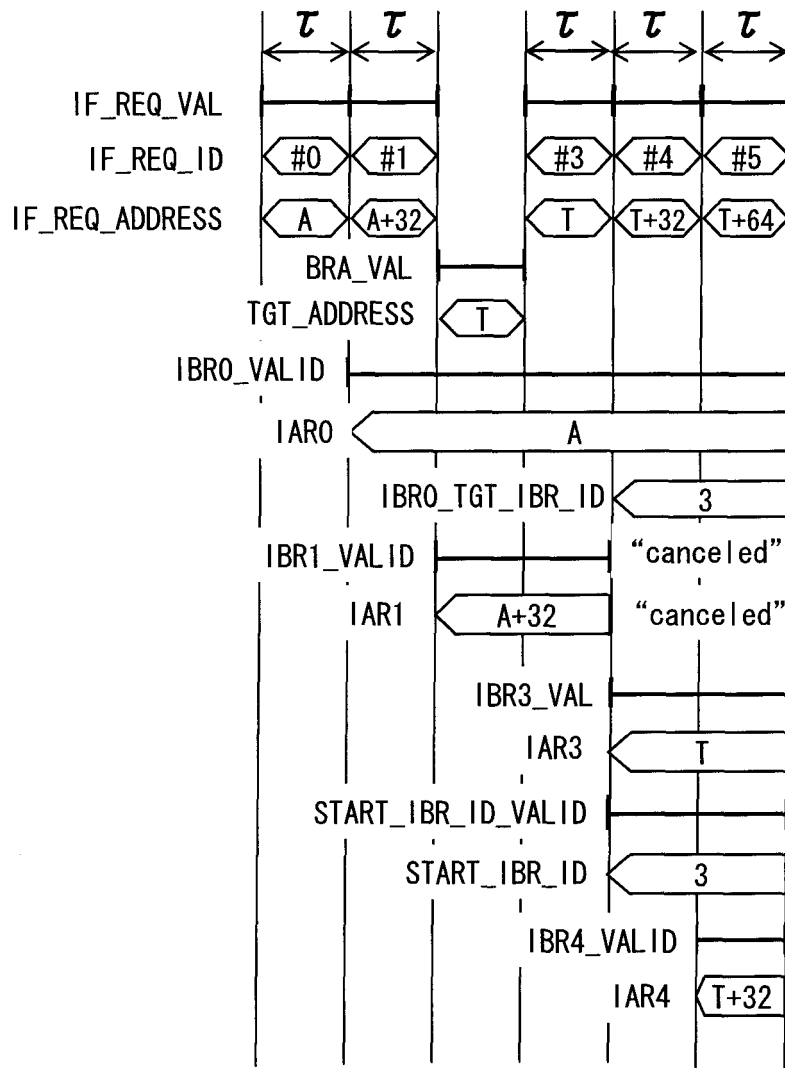 τ τ τ τ τ
IF_REQ_VAL
IF_REQ_ID #0 #1 #3 #4 #5
IF_REQ_ADDRESS A A+32 T T+32 T+64
BRA_VAL
TGT_ADDRESS T
IBR0_VALID
IAR0 A
IBR0_TGT_IBR_ID 3
IBR1_VALID “canceled”
IAR1 A+32 “canceled”
IBR3_VAL
IAR3 T
START_IBR_ID_VALID
START_IBR_ID 3
IBR4_VALID
IAR4 T+32